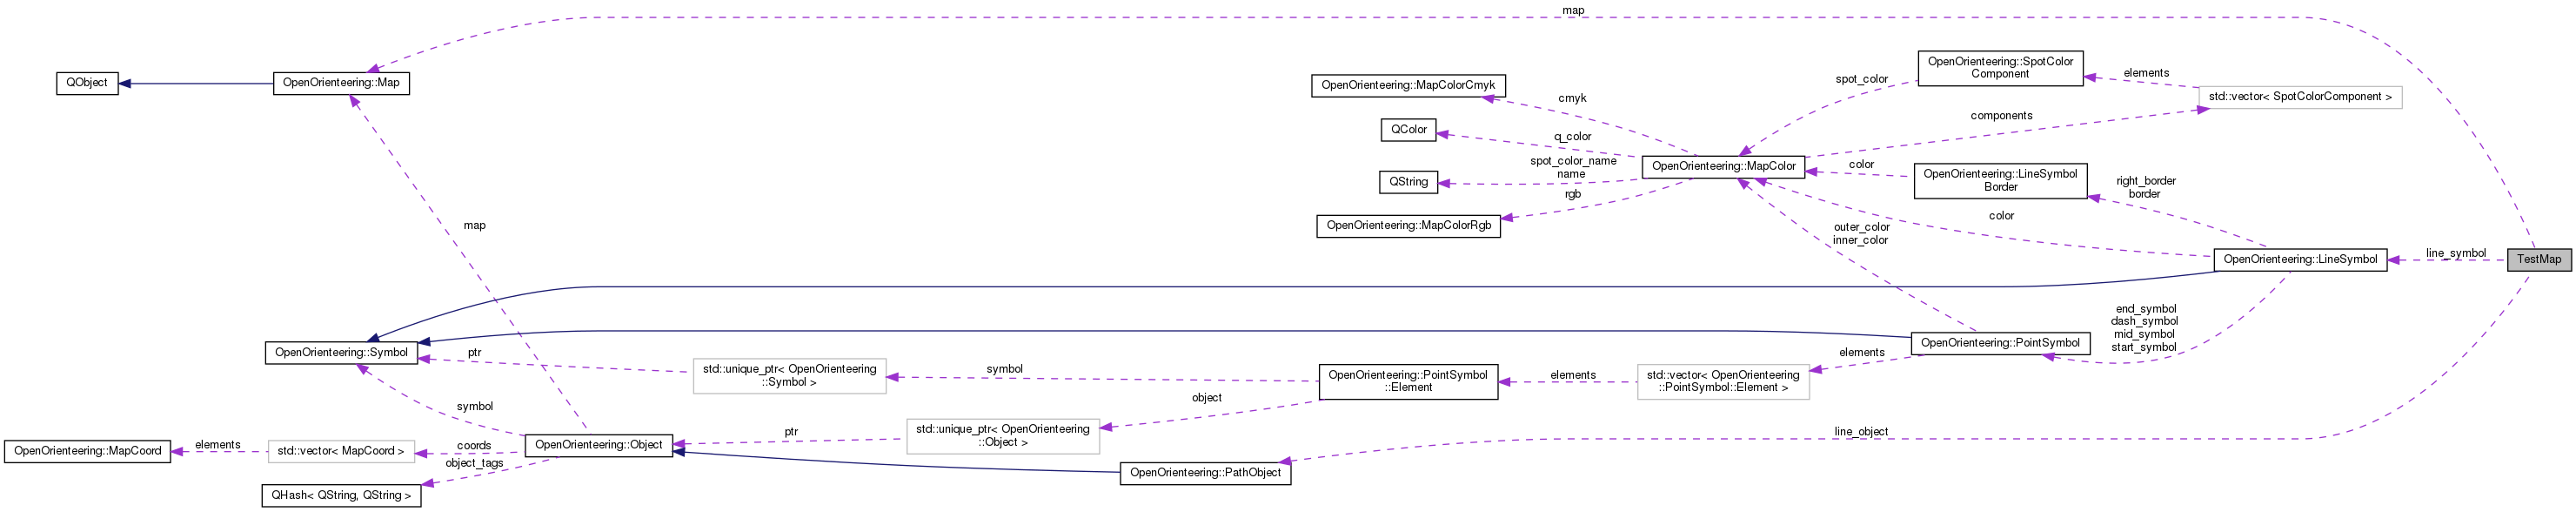 map
QObject
OpenOrienteering::Map
OpenOrienteering::MapColorCmyk
OpenOrienteering::SpotColor
Component
elements
std::vector< SpotColorComponent >
spot_color
cmyk
components
QColor
q_color
spot_color_name
name
OpenOrienteering::MapColor
color
OpenOrienteering::LineSymbol
Border
QString
rgb
right_border
border
OpenOrienteering::MapColorRgb
color
map
outer_color
inner_color
OpenOrienteering::LineSymbol
line_symbol
TestMap
end_symbol
dash_symbol
mid_symbol
start_symbol
OpenOrienteering::PointSymbol
OpenOrienteering::Symbol
ptr
std::unique_ptr< OpenOrienteering
::Symbol >
symbol
OpenOrienteering::PointSymbol
::Element
elements
std::vector< OpenOrienteering
::PointSymbol::Element >
elements
object
symbol
std::unique_ptr< OpenOrienteering
::Object >
ptr
line_object
OpenOrienteering::MapCoord
elements
std::vector< MapCoord >
coords
OpenOrienteering::Object
object_tags
OpenOrienteering::PathObject
QHash< QString, QString >